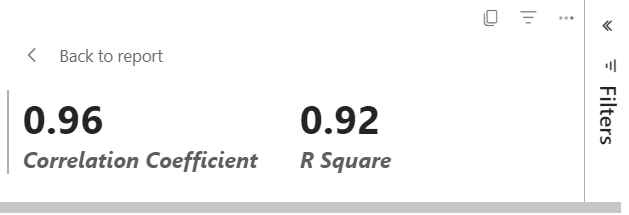 Back to report
0.96 0.92
Correlation Coefficient R Square
Filters